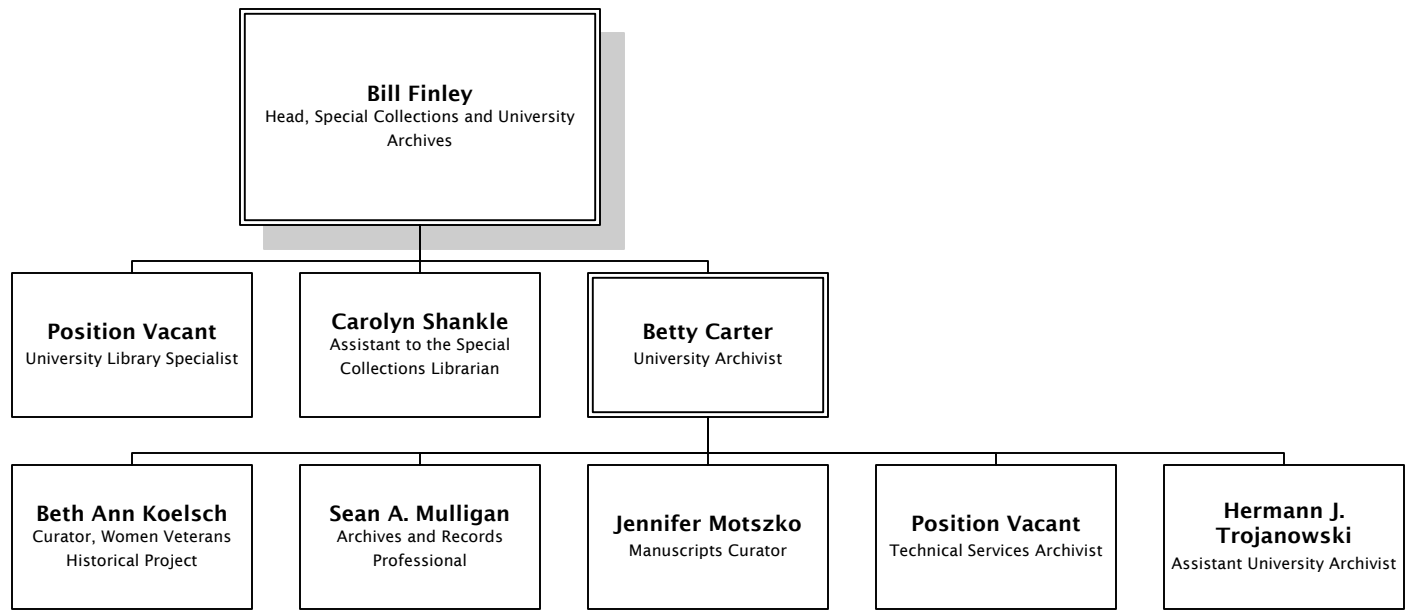 Bill Finley
Head, Special Collections and University
Archives
Position Vacant
University Library Specialist
Carolyn Shankle
Assistant to the Special
Collections Librarian
Betty Carter
University Archivist
Beth Ann Koelsch
Curator, Women Veterans
Historical Project
Sean A. Mulligan
Archives and Records
Professional
Jennifer Motszko
Manuscripts Curator
Position Vacant
Technical Services Archivist
Hermann J.
Trojanowski
Assistant University Archivist